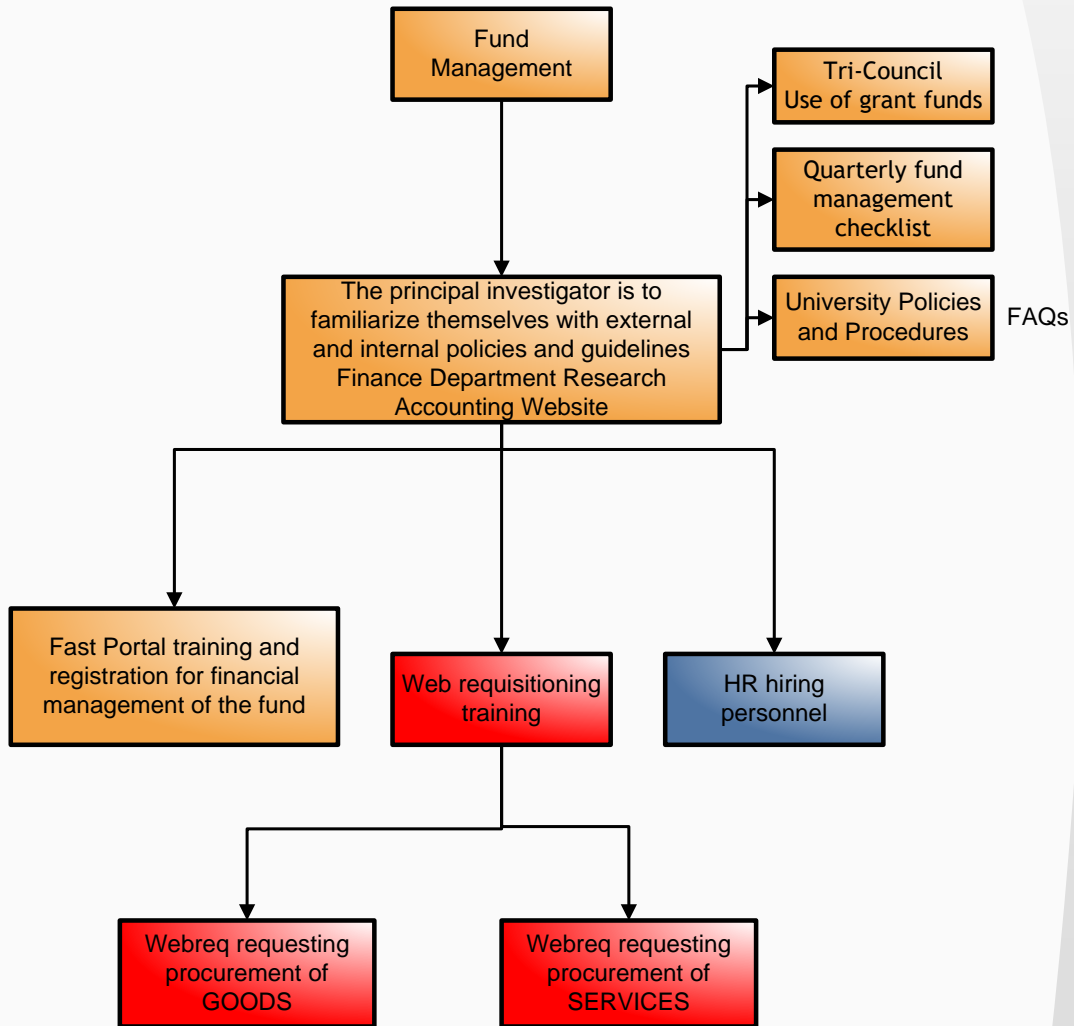 Fund
Management
Tri-Council
Use of grant funds
Quarterly fund
management
checklist
University Policies
and Procedures
FAQs
The principal investigator is to
familiarize themselves with external
and internal policies and guidelines
Finance Department Research
Accounting Website
Fast Portal training and
registration for financial
management of the fund
Web requisitioning
training
HR hiring
personnel
Webreq requesting
procurement of
GOODS
Webreq requesting
procurement of
SERVICES